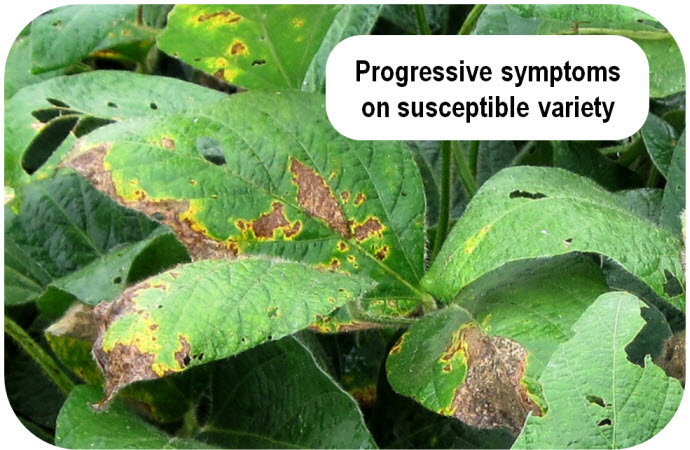 Progressive symptoms
on susceptible variety